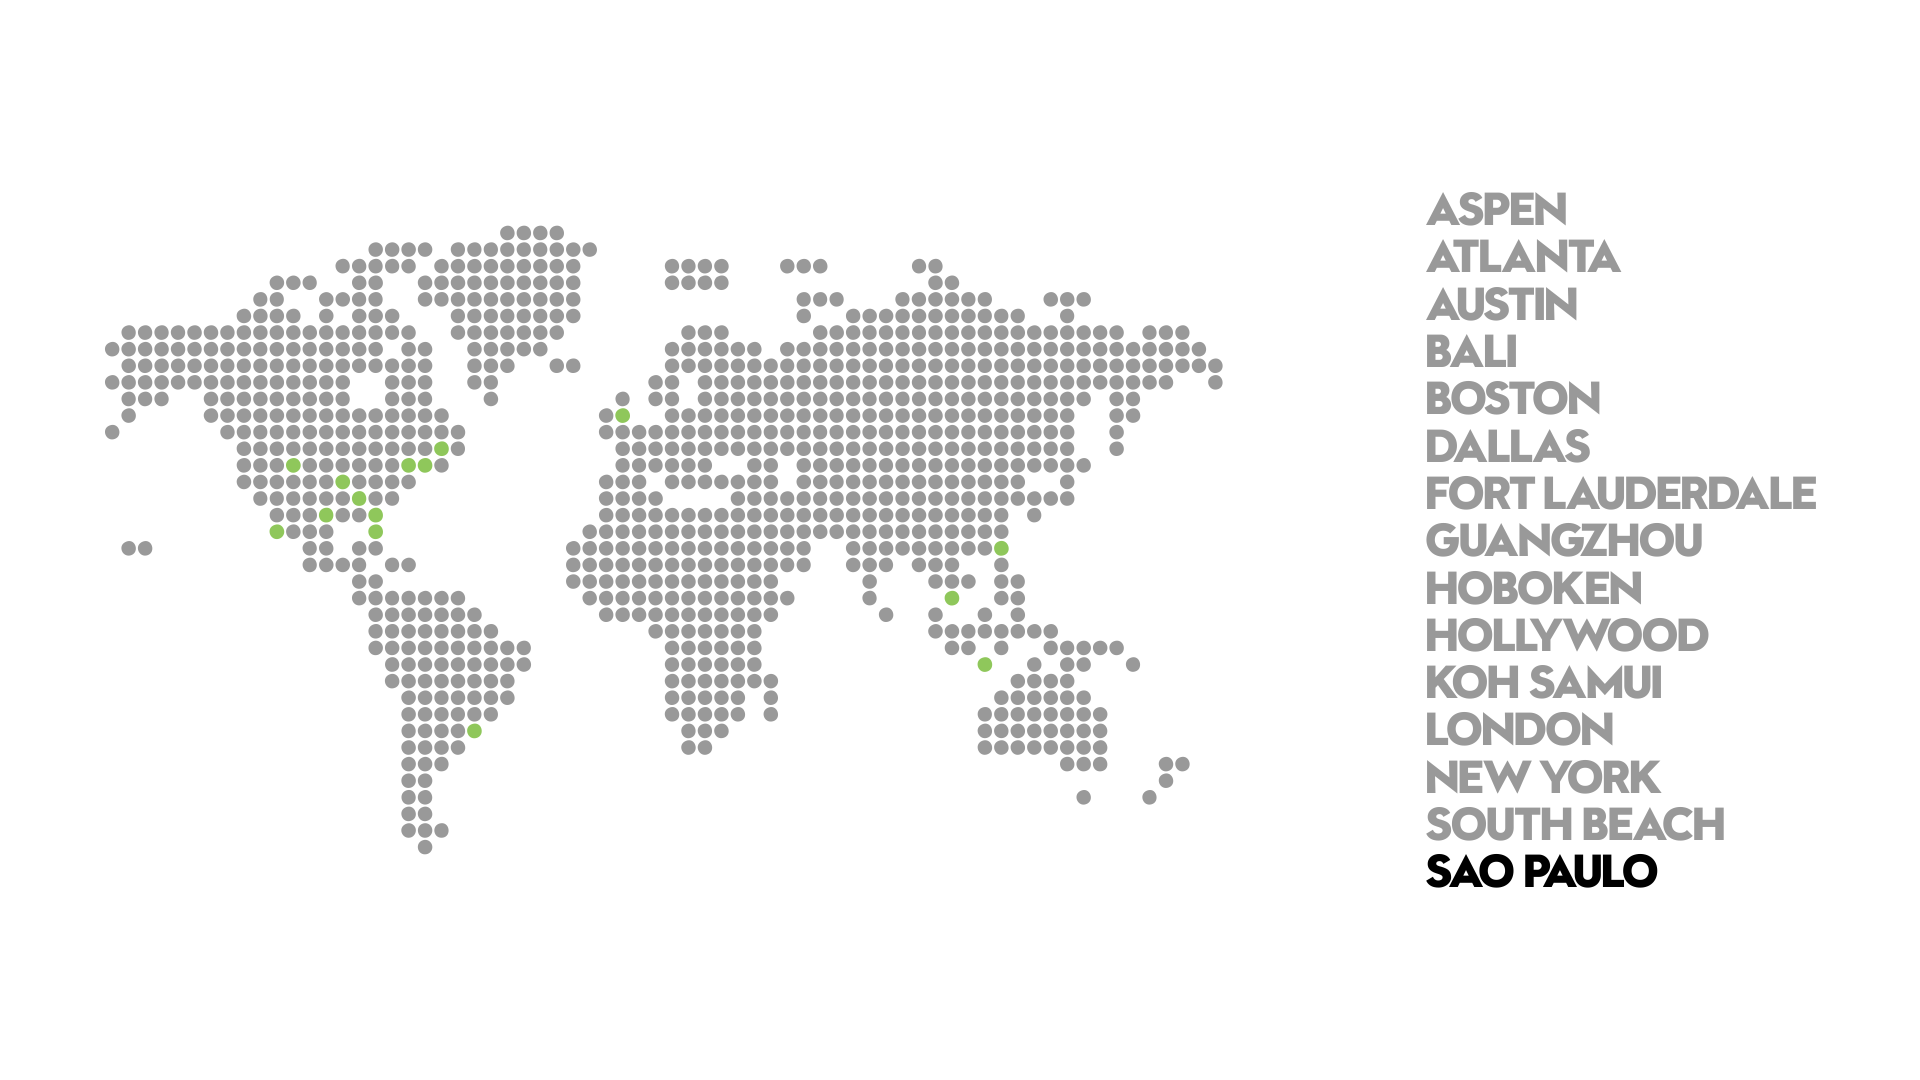 ASPEN
ATLANTA
AUSTIN
BALI
BOSTON
DALLAS
FORT LAUDERDALE
GUANGZHOU
HOBOKEN
HOLLYWOOD
KOH SAMUI
LONDON
NEW YORK
SOUTH BEACH
SAO PAULO